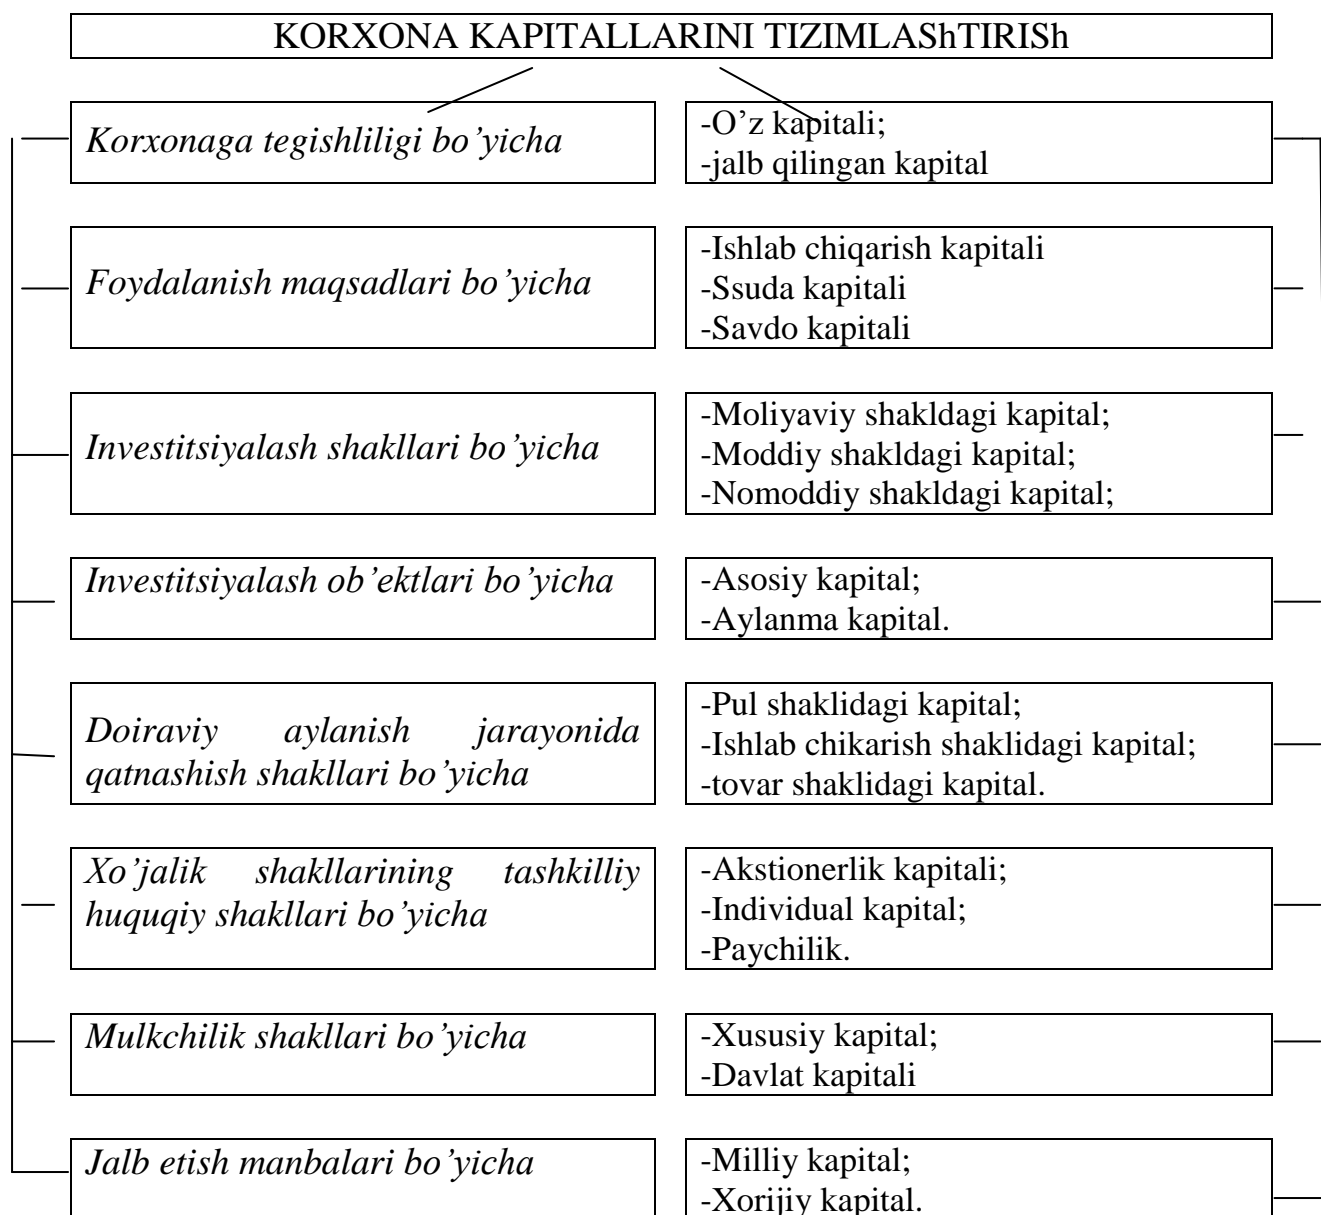 KORXONA KAPITALLARINI TIZIMLAShTIRISh
Korxonaga tegishliligi bo’yicha
-O’z kapitali;
-jalb qilingan kapital
Foydalanish maqsadlari bo’yicha
-Ishlab chiqarish kapitali
-Ssuda kapitali
-Savdo kapitali
Investitsiyalash shakllari bo’yicha
-Moliyaviy shakldagi kapital;
-Moddiy shakldagi kapital;
-Nomoddiy shakldagi kapital;
Investitsiyalash ob’ektlari bo’yicha
-Asosiy kapital;
-Aylanma kapital.
Doiraviy aylanish jarayonida
qatnashish shakllari bo’yicha
-Pul shaklidagi kapital;
-Ishlab chikarish shaklidagi kapital;
-tovar shaklidagi kapital.
Xo’jalik shakllarining tashkilliy
huquqiy shakllari bo’yicha
-Akstionerlik kapitali;
-Individual kapital;
-Paychilik.
Mulkchilik shakllari bo’yicha
-Xususiy kapital;
-Davlat kapitali
Jalb etish manbalari bo’yicha
-Milliy kapital;
-Xorijiy kapital.